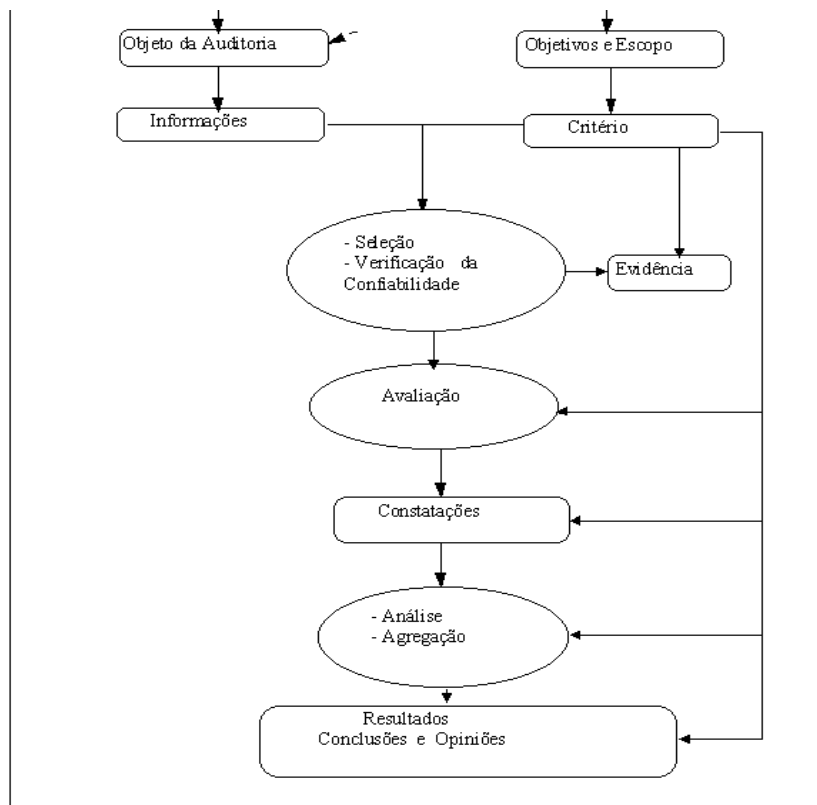 Objeto da Auditoria
Objetivos e Escopo
Informações
Critério
- Seleção
- Verificação da
Confiabilidade
Evidência
Avaliação
Constatações
- Análise
- Agregação
Resultados
Conclusões e Opiniões